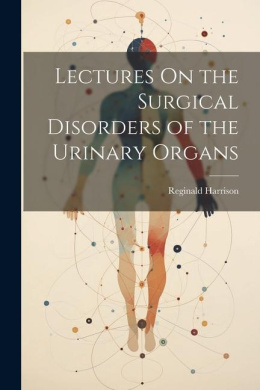 Lectures On the
Surgical
Disorders of the
Urinary Organs
Reginald Harrison